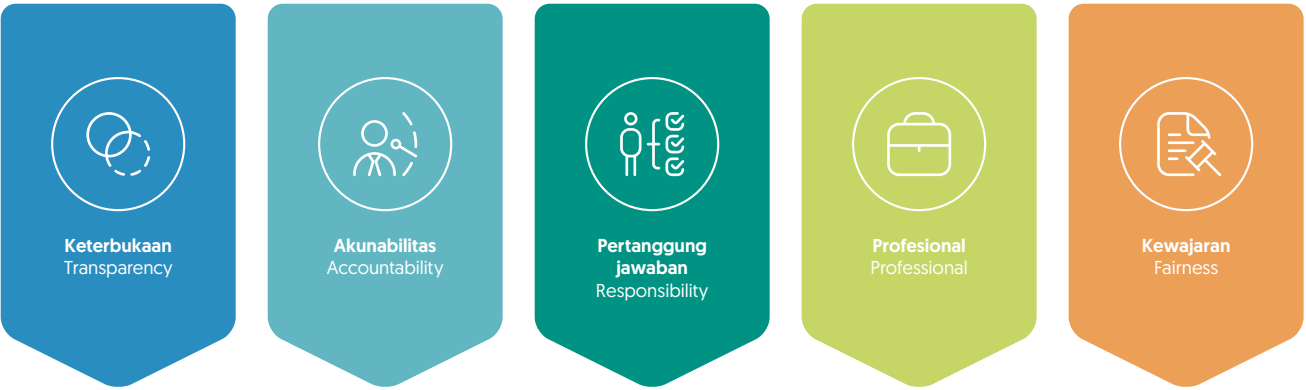 Keterbukaan
Transparency
Akunabilitas
Accountability
Pertanggung
jawaban
Responsibility
Profesional
Professional
Kewajaran
Fairness